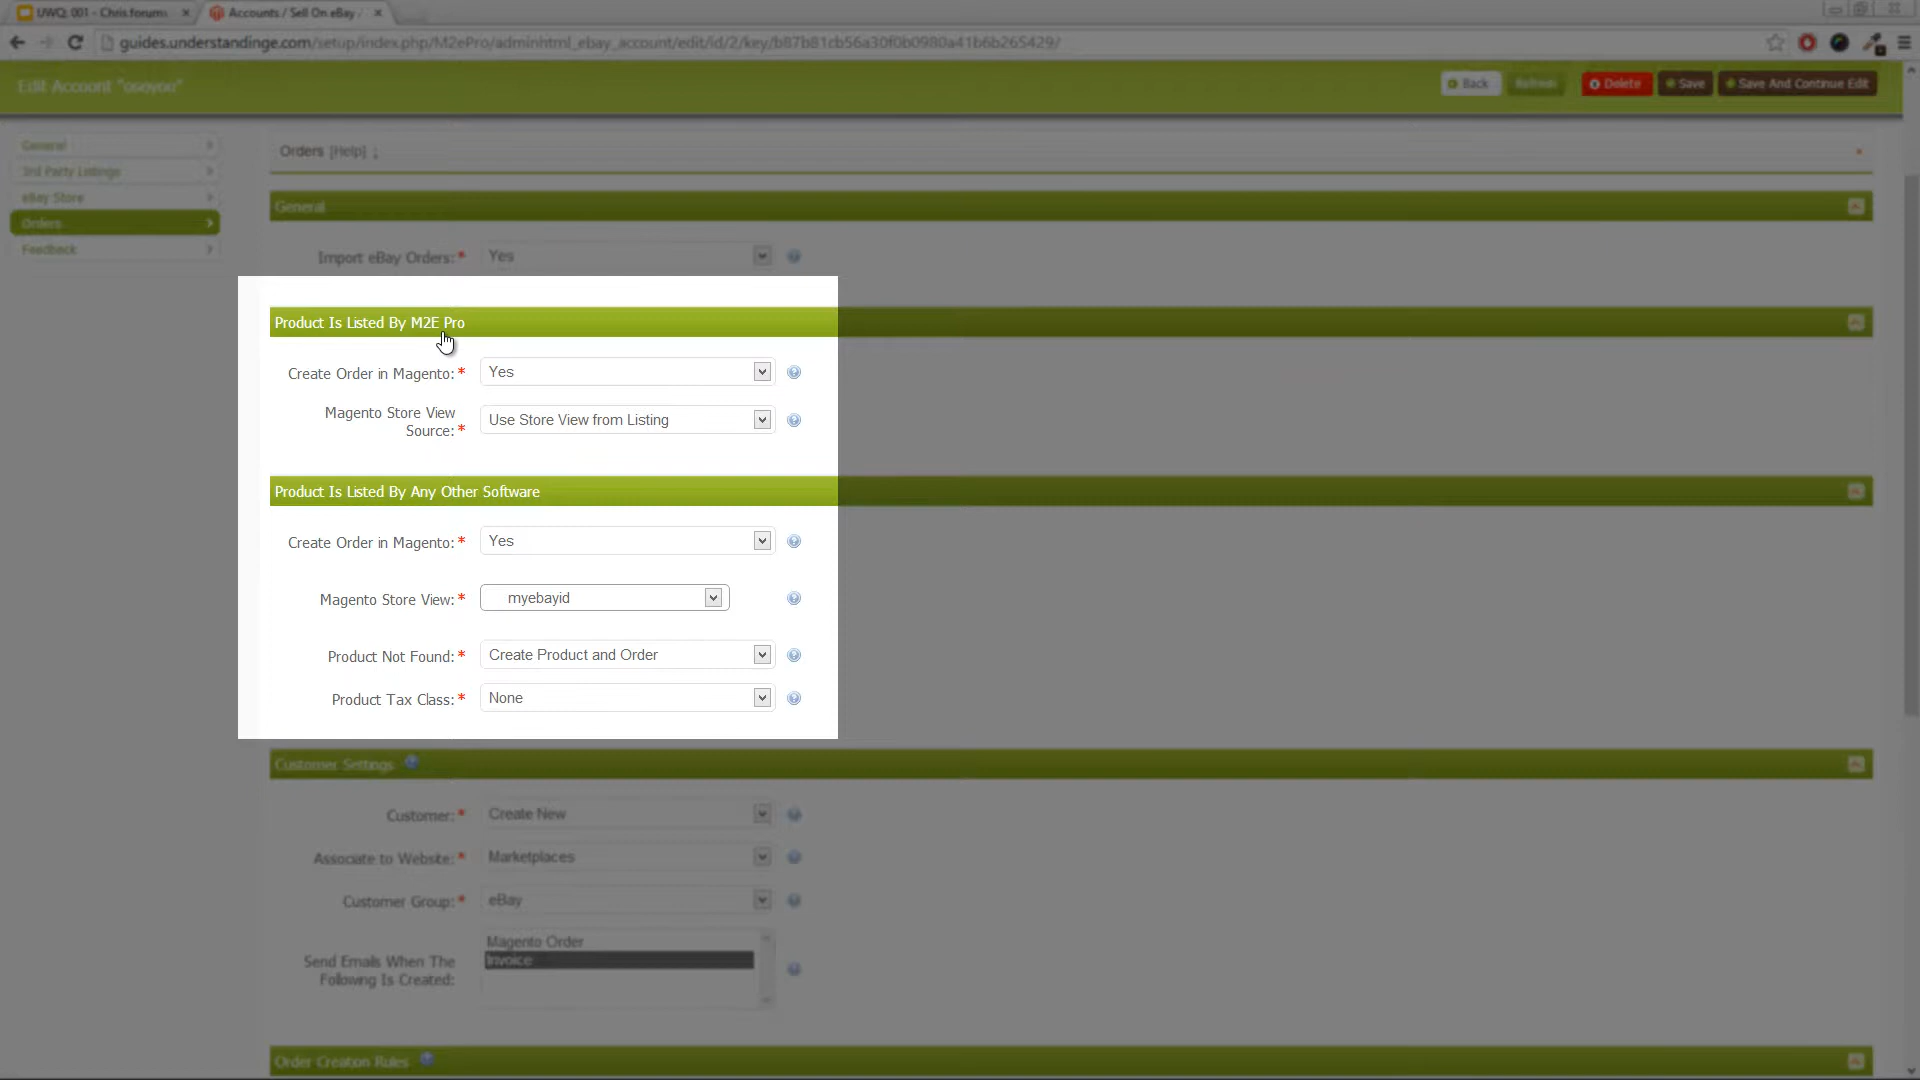 UWQ: 001 - Chris forums
Accounts / Sell On eBay /
guides.understandinge.com/setup/index.php/M2ePro/adminhtml_ebay_account/edit/id/2/key/b87b81cb56a30f0b0980a41b6b265429/
Edit Account "osoyou"
Back
Refresh
Delete
Save
Save And Continue Edit
General
3rd Party Listings
eBay Store
Orders
Feedback
Orders [Help]
General
Import eBay Orders: * Yes
Product Is Listed By M2E Pro
Create Order in Magento: * Yes
Magento Store View
Source: * Use Store View from Listing
Product Is Listed By Any Other Software
Create Order in Magento: * Yes
Magento Store View: * myebayid
Product Not Found: * Create Product and Order
Product Tax Class: * None
Customer Settings
Customer: * Create New
Associate to Website: * Marketplaces
Customer Group: * eBay
Magento Order
Invoice
Send Emails When The
Following Is Created:
Order Creation Rules